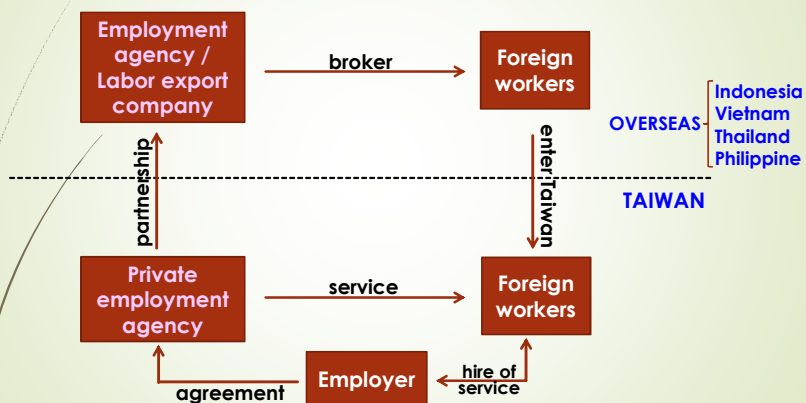 Employment
agency /
Labor export
company
broker
Foreign
workers
OVERSEAS
Indonesia
Vietnam
Thailand
Philippine
partnership
enter Taiwan
TAIWAN
Private
employment
agency
service
Foreign
workers
agreement
Employer
hire of
service